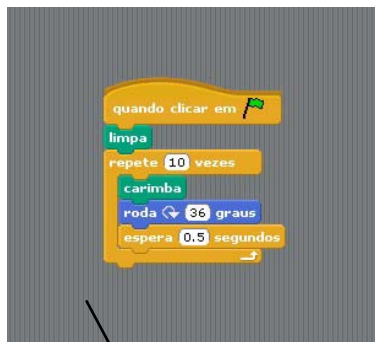 quando clicar em
limpa
repete 10 vezes
carimba
roda 36 graus
espera 0.5 segundos